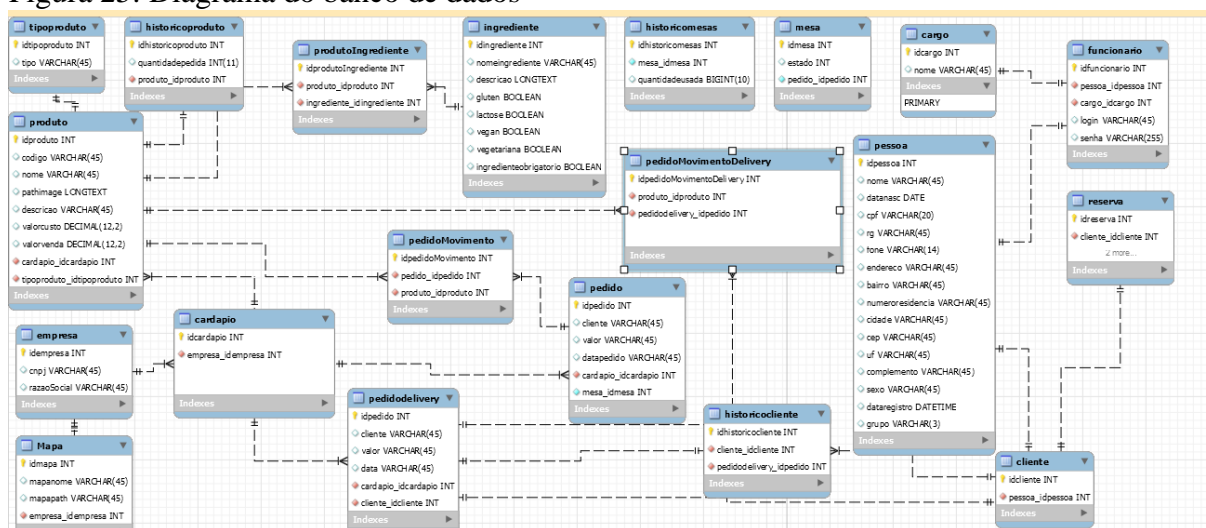 Figura 25: Diagrama do banco de dados
tipoproduto
idtipoproduto INT
tipo VARCHAR(45)
Indexes
historicoproduto
idhistoricoproduto INT
quantidadepedida INT(11)
produto_idproduto INT
Indexes
produtoIngrediente
idprodutoIngrediente INT
produto_idproduto INT
ingrediente_idingrediente INT
Indexes
ingrediente
idingrediente INT
nomeingrediente VARCHAR(45)
descricao LONGTEXT
gluten BOOLEAN
lactose BOOLEAN
vegan BOOLEAN
vegetariana BOOLEAN
ingredienteobrigatorio BOOLEAN
Indexes
historicomesas
idhistoricomesas INT
mesa_idmesa INT
quantidadeusada BIGINT(10)
Indexes
mesa
idmesa INT
estado INT
pedido_idpedido INT
Indexes
cargo
idcargo INT
nome VARCHAR(45)
Indexes
PRIMARY
funcionario
idfuncionario INT
pessoa_idpessoa INT
cargo_idcargo INT
login VARCHAR(45)
senha VARCHAR(255)
Indexes
produto
idproduto INT
codigo VARCHAR(45)
nome VARCHAR(45)
pathimage LONGTEXT
descricao VARCHAR(45)
valorcusto DECIMAL(12,2)
valorvenda DECIMAL(12,2)
cardapio_idcardapio INT
tipoproduto_idtipoproduto INT
Indexes
pedidoMovimentoDelivery
idpedidoMovimentoDelivery INT
produto_idproduto INT
pedidodelivery_idpedido INT
Indexes
pessoa
idpessoa INT
nome VARCHAR(45)
datanasc DATE
cpf VARCHAR(20)
rg VARCHAR(45)
fone VARCHAR(14)
endereco VARCHAR(45)
bairro VARCHAR(45)
numeroresidencia VARCHAR(45)
cidade VARCHAR(45)
cep VARCHAR(45)
uf VARCHAR(45)
complemento VARCHAR(45)
sexo VARCHAR(45)
dataregistro DATETIME
grupo VARCHAR(3)
Indexes
reserva
idreserva INT
cliente_idcliente INT
2 more...
Indexes
pedidoMovimento
idpedidoMovimento INT
pedido_idpedido INT
produto_idproduto INT
Indexes
pedido
idpedido INT
cliente VARCHAR(45)
valor VARCHAR(45)
datapedido VARCHAR(45)
cardapio_idcardapio INT
mesa_idmesa INT
Indexes
cardapio
idcardapio INT
empresa_idempresa INT
Indexes
empresa
idempresa INT
cnpj VARCHAR(45)
razaoSocial VARCHAR(45)
Indexes
pedidodelivery
idpedido INT
cliente VARCHAR(45)
valor VARCHAR(45)
data VARCHAR(45)
cardapio_idcardapio INT
cliente_idcliente INT
Indexes
historicocliente
idhistoricocliente INT
cliente_idcliente INT
pedidodelivery_idpedido INT
Indexes
Mapa
idmapa INT
mapanome VARCHAR(45)
mapapath VARCHAR(45)
empresa_idempresa INT
Indexes
cliente
idcliente INT
pessoa_idpessoa INT
Indexes